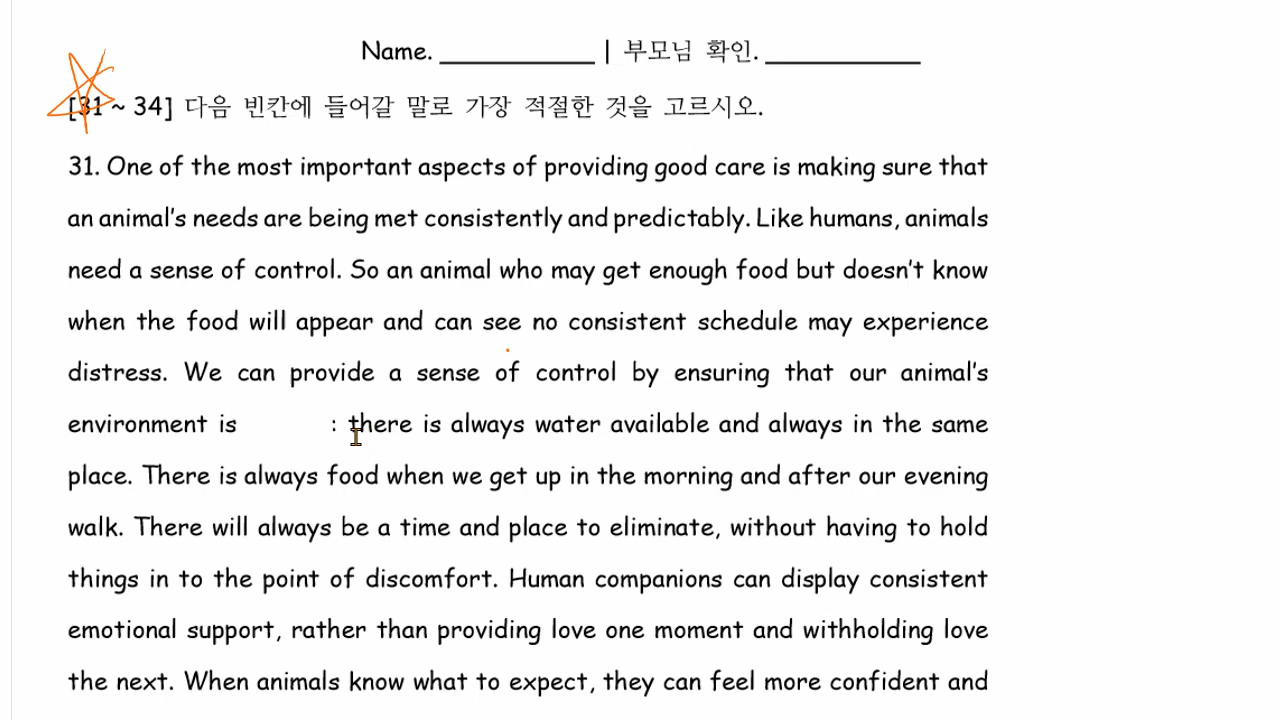 Name. ____________ | 부모님 확인. ____________
[31 ~ 34] 다음 빈칸에 들어갈 말로 가장 적절한 것을 고르시오.
31. One of the most important aspects of providing good care is making sure that
an animal's needs are being met consistently and predictably. Like humans, animals
need a sense of control. So an animal who may get enough food but doesn't know
when the food will appear and can see no consistent schedule may experience
distress. We can provide a sense of control by ensuring that our animal's
environment is : there is always water available and always in the same
place. There is always food when we get up in the morning and after our evening
walk. There will always be a time and place to eliminate, without having to hold
things in to the point of discomfort. Human companions can display consistent
emotional support, rather than providing love one moment and withholding love
the next. When animals know what to expect, they can feel more confident and